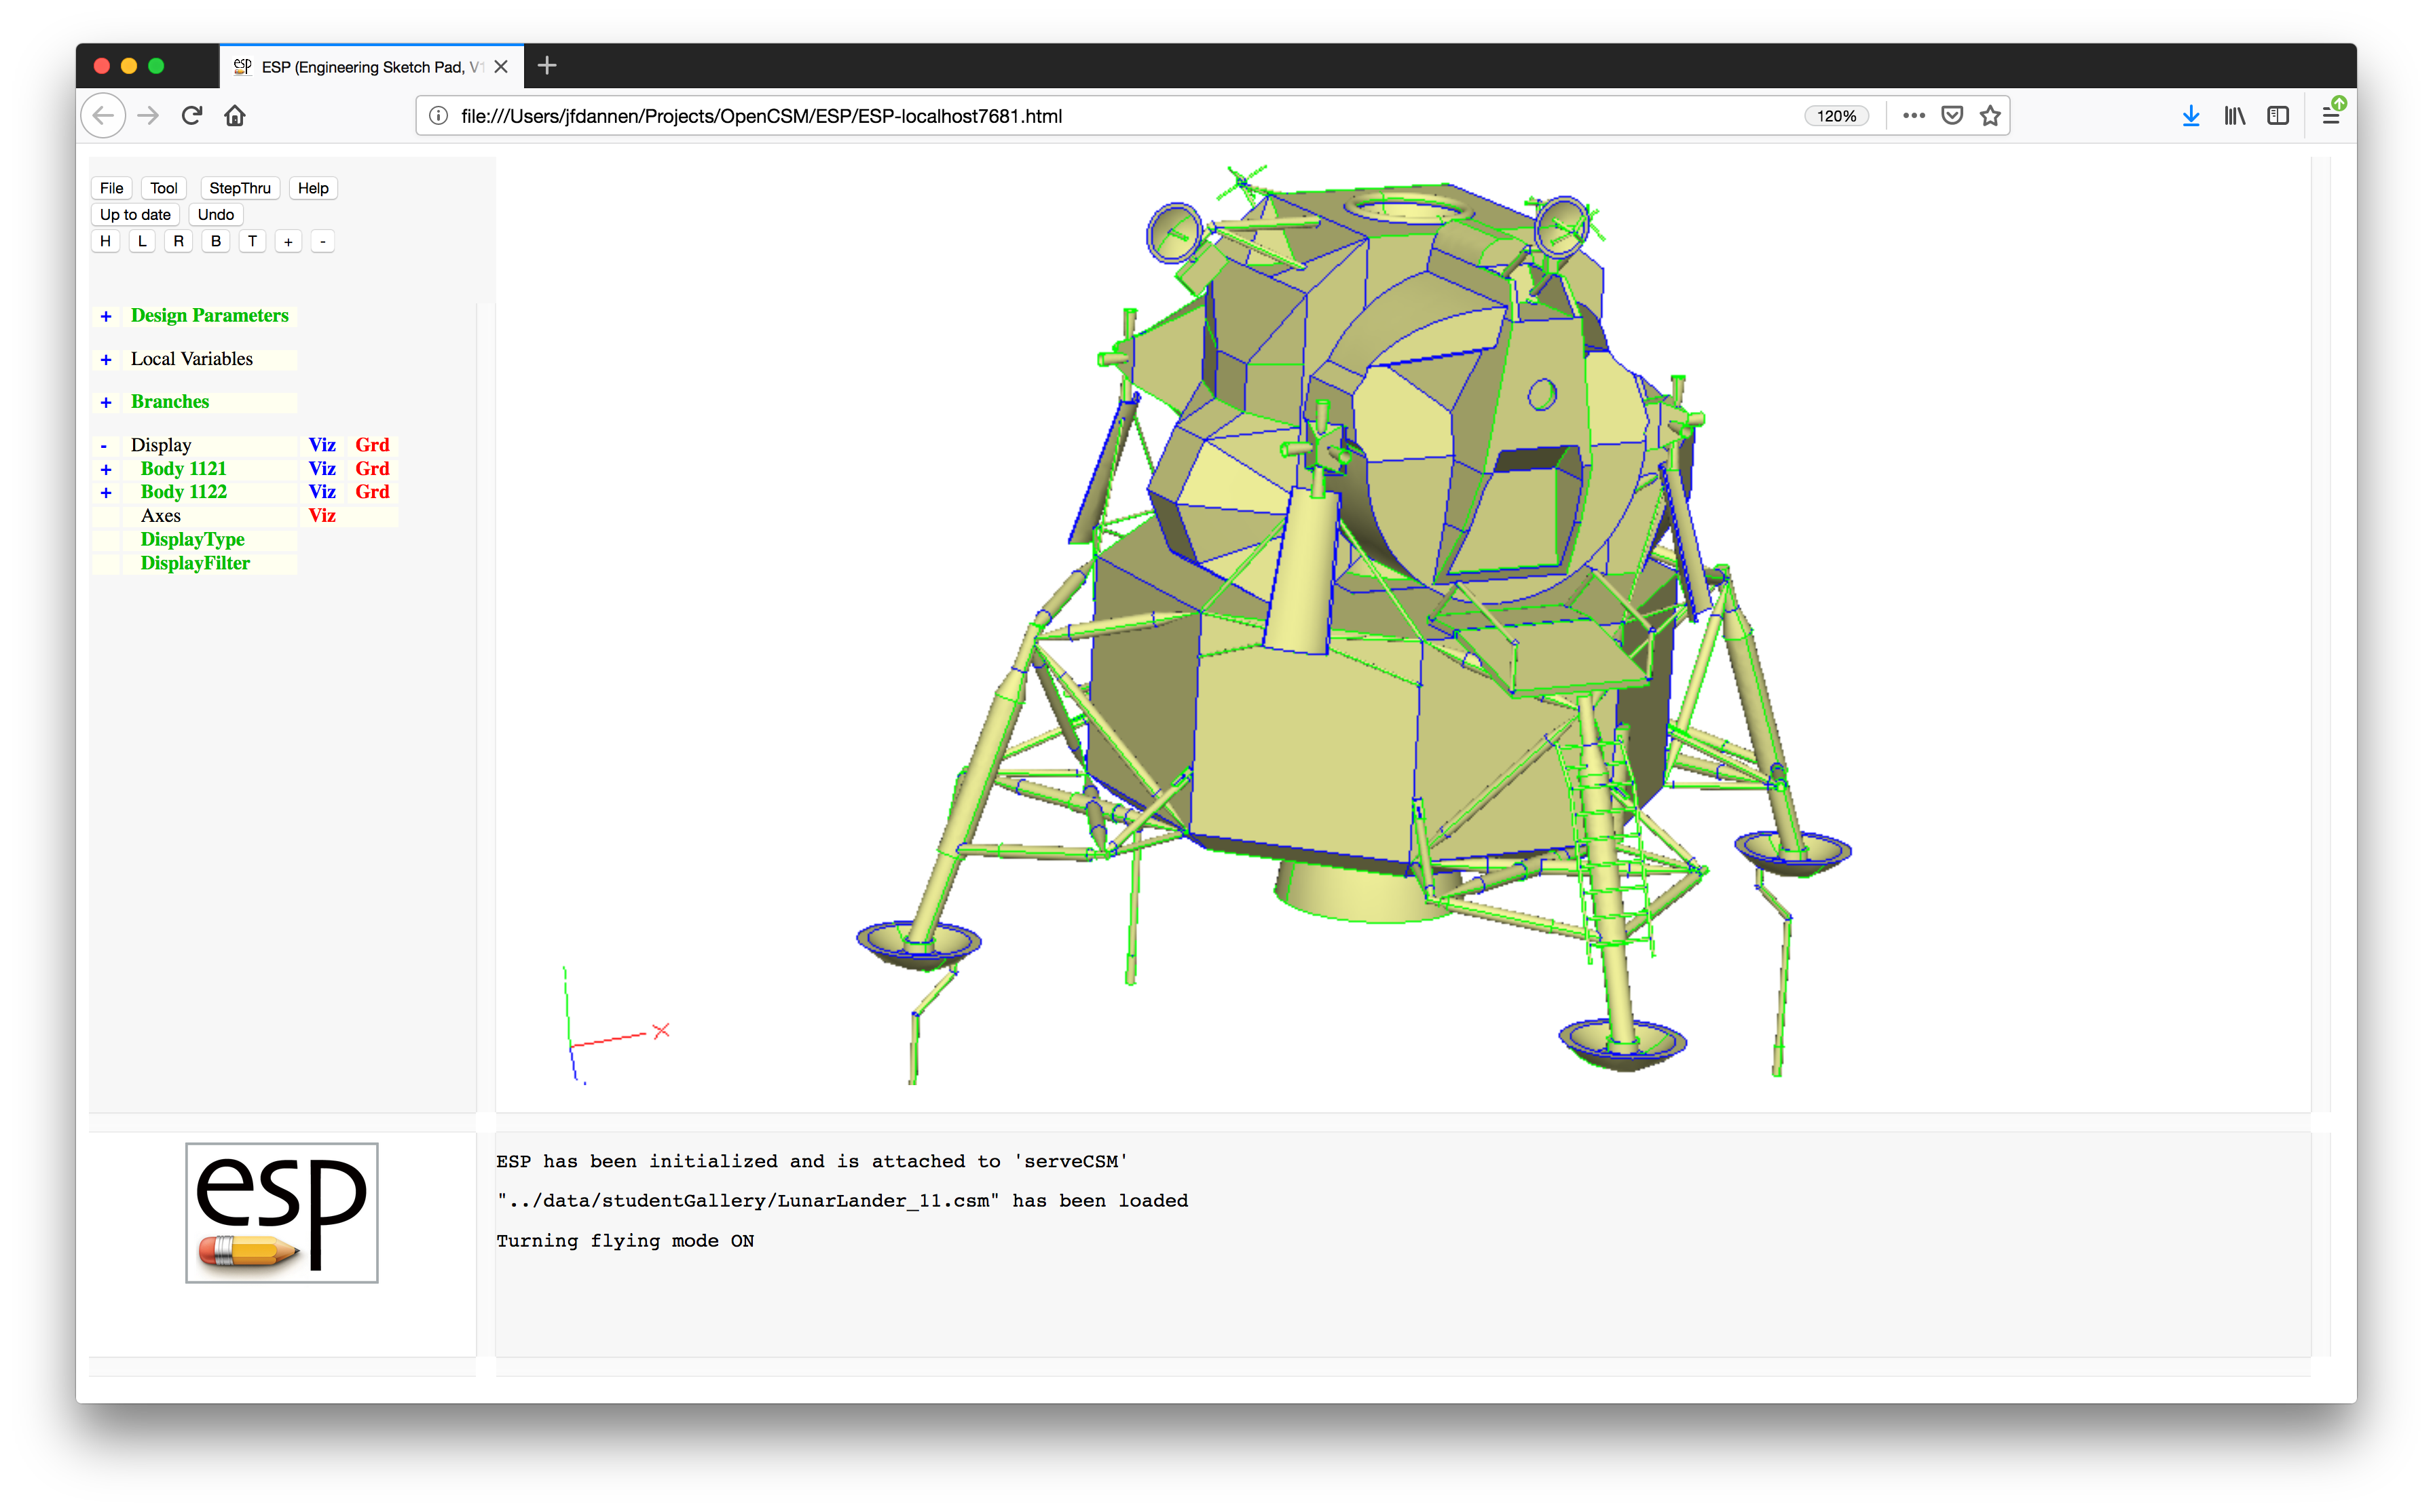 esp ESP (Engineering Sketch Pad, V1
file:///Users/jfdannen/Projects/OpenCSM/ESP/ESP-localhost7681.html 120%
File Tool StepThru Help
Up to date Undo
H L R B T + -
+ Design Parameters
+ Local Variables
+ Branches
- Display Viz Grd
+ Body 1121 Viz Grd
+ Body 1122 Viz Grd
Axes Viz
DisplayType
DisplayFilter
X
esp
ESP has been initialized and is attached to 'serveCSM'
"../data/studentGallery/LunarLander_11.csm" has been loaded
Turning flying mode ON